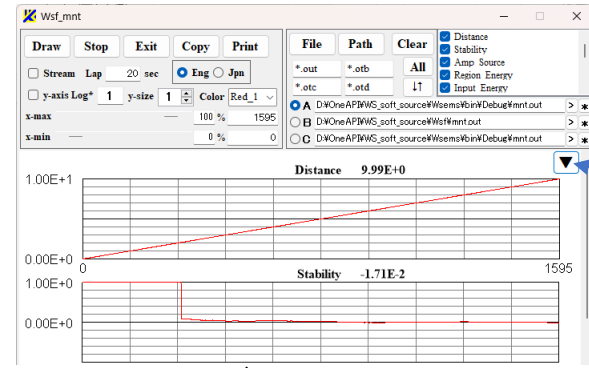 Wsf_mnt
Draw Stop Exit Copy Print
Stream Lap 20 sec Eng Jpn
y-axis Log* 1 y-size 1 Color Red_1
x-max 100 % 1595
x-min 0 % 0
File Path Clear
*.out *.otb All
*.otc *.otd ↓↑
Distance
Stability
Amp Source
Region Energy
Input Energy
A D:¥OneAPI¥WS_soft_source¥Wsems¥bin¥Debug¥mnt.out > *
B D:¥OneAPI¥WS_soft_source¥Wsf¥mnt.out > *
C D:¥OneAPI¥WS_soft_source¥Wsems¥bin¥Debug¥mnt.out > *
▼
Distance 9.99E+0
1.00E+1
0.00E+0
0 1595
Stability -1.71E-2
1.00E+0
0.00E+0